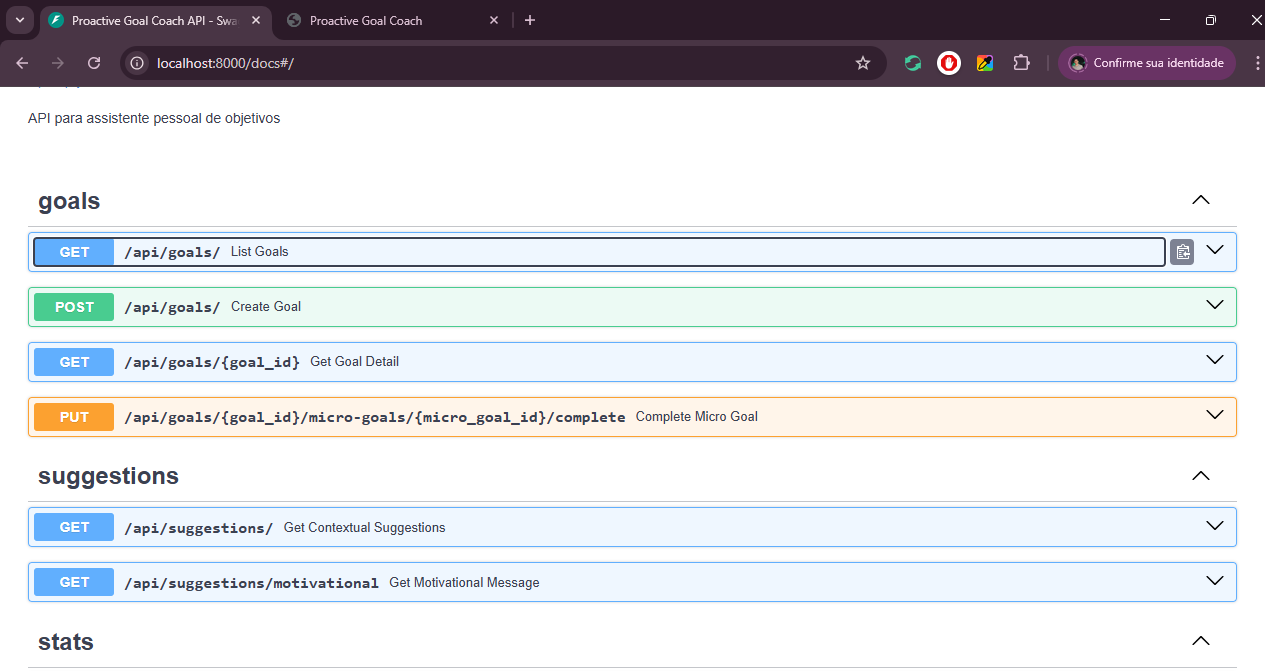 Proactive Goal Coach API - Swa
Proactive Goal Coach
localhost:8000/docs#/
Confirme sua identidade
API para assistente pessoal de objetivos
goals
GET /api/goals/ List Goals
POST /api/goals/ Create Goal
GET /api/goals/{goal_id} Get Goal Detail
PUT /api/goals/{goal_id}/micro-goals/{micro_goal_id}/complete Complete Micro Goal
suggestions
GET /api/suggestions/ Get Contextual Suggestions
GET /api/suggestions/motivational Get Motivational Message
stats